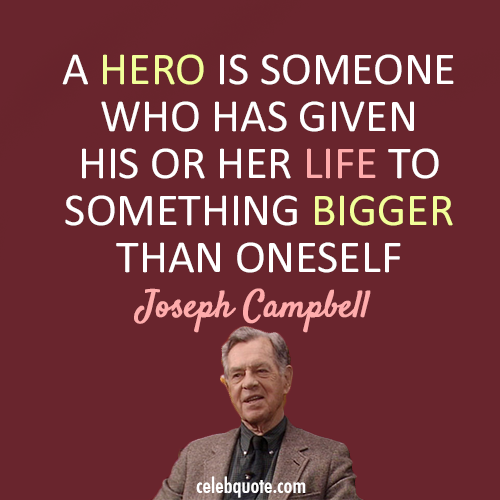 A HERO IS SOMEONE
WHO HAS GIVEN
HIS OR HER LIFE TO
SOMETHING BIGGER
THAN ONESELF
Joseph Campbell
celebquote.com